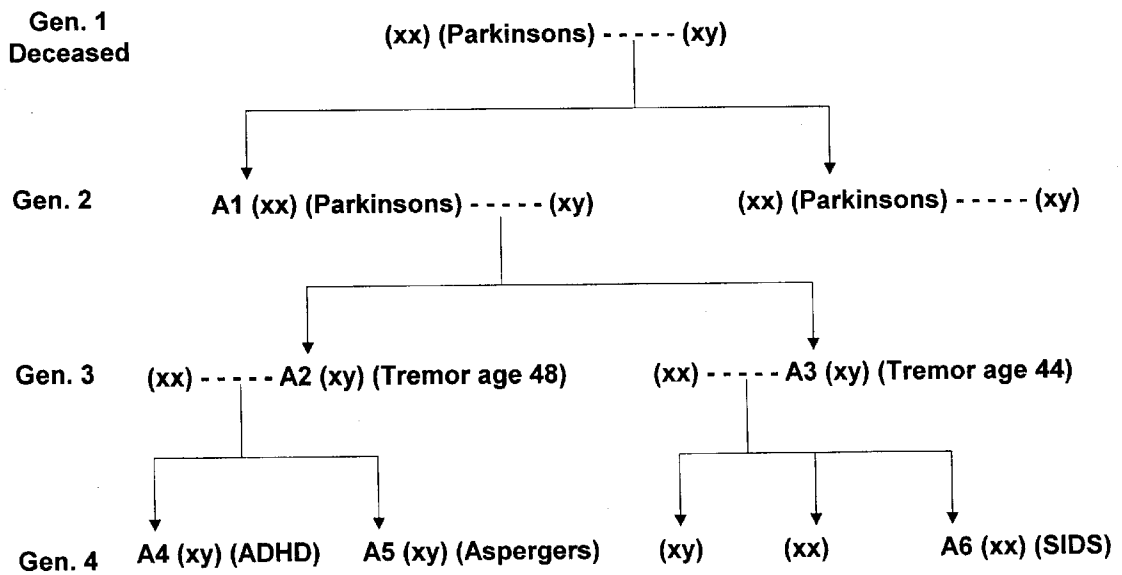 Gen. 1
Deceased
(xx) (Parkinsons) - - - - - (xy)
Gen. 2
A1 (xx) (Parkinsons) - - - - - (xy)
(xx) (Parkinsons) - - - - - (xy)
Gen. 3
(xx) - - - - - A2 (xy) (Tremor age 48)
(xx) - - - - - A3 (xy) (Tremor age 44)
Gen. 4
A4 (xy) (ADHD)
A5 (xy) (Aspergers)
(xy)
(xx)
A6 (xx) (SIDS)